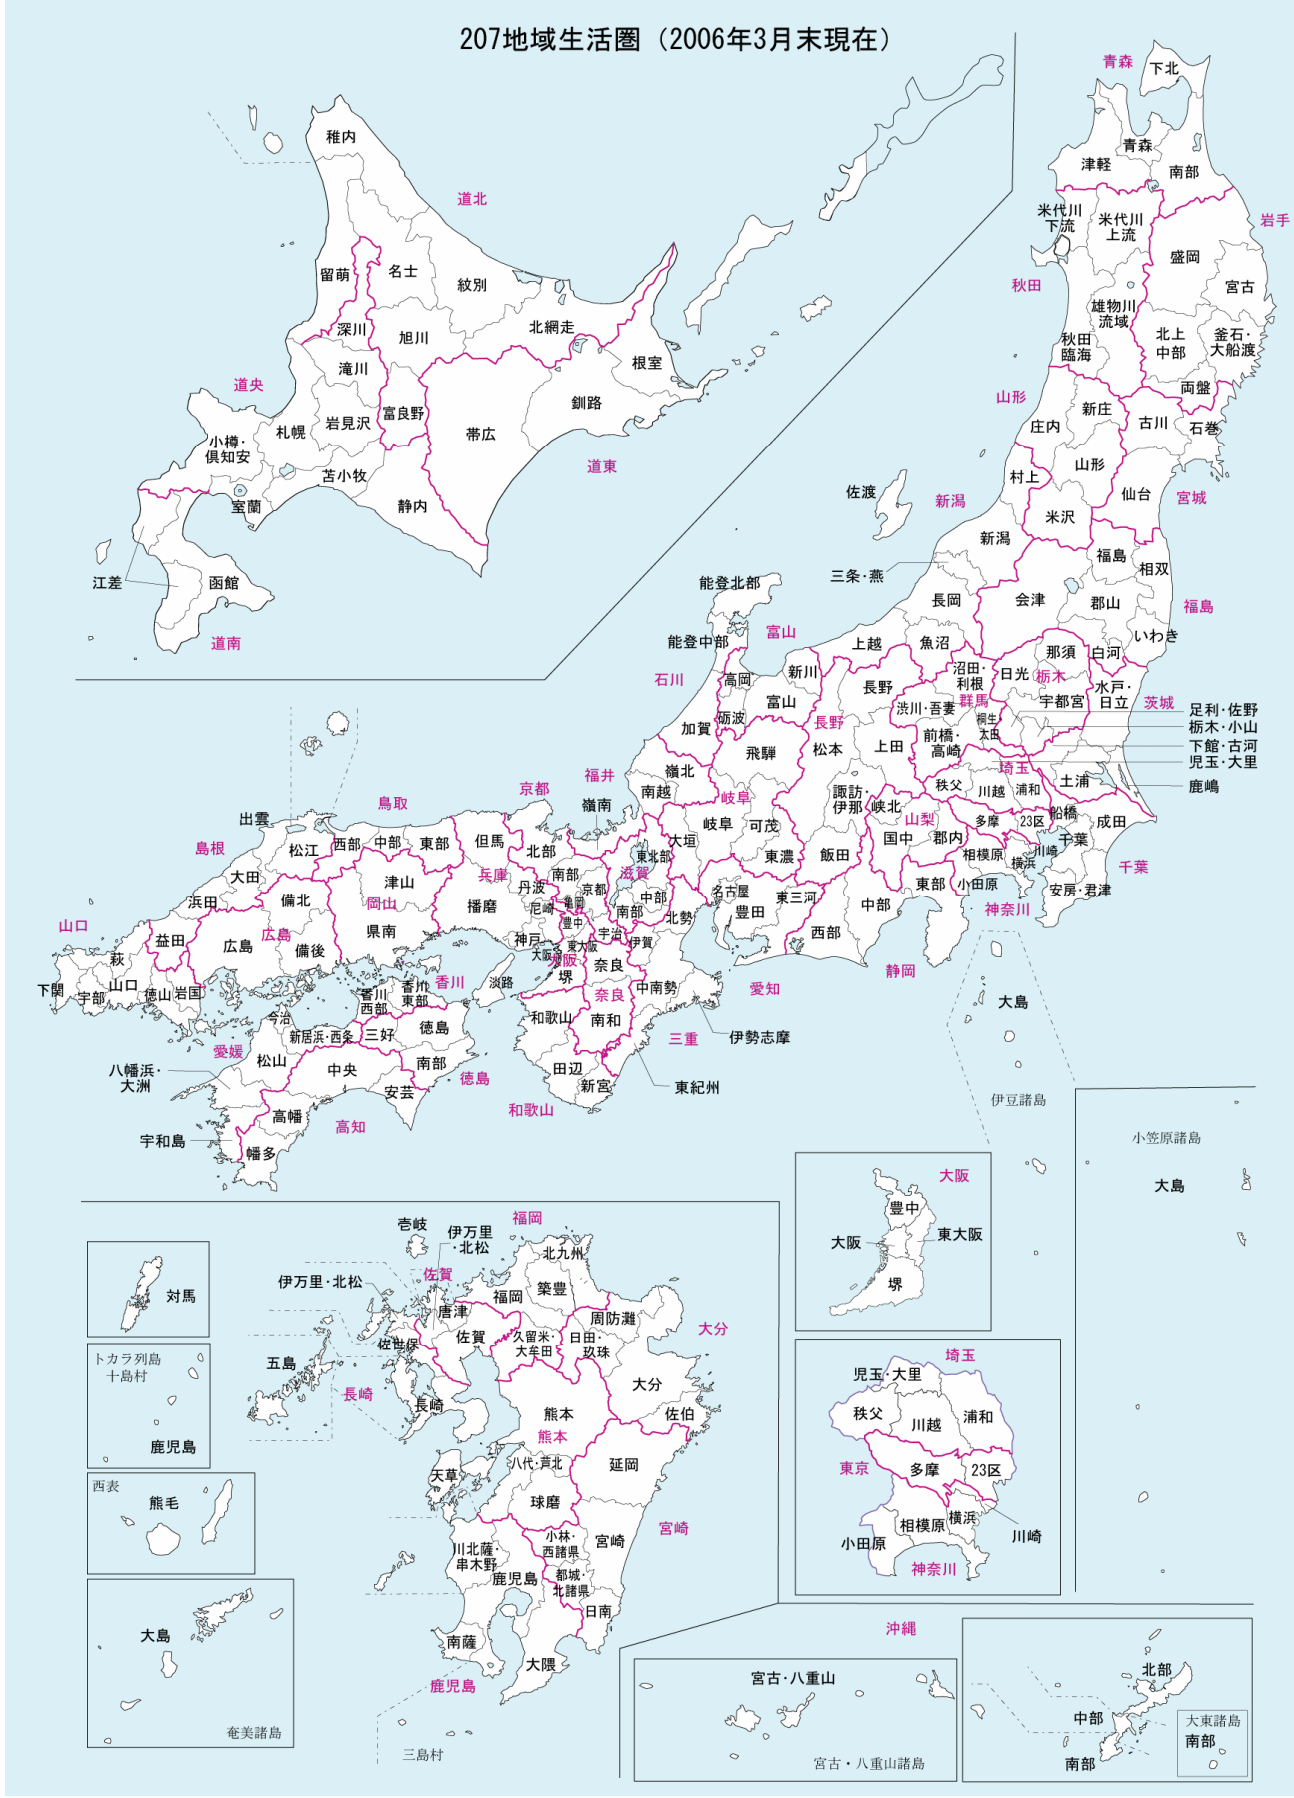 207地域生活圏（2006年3月末現在）
稚内
道北
留萌
名士
紋別
深川
旭川
北網走
道央
滝川
富良野
根室
釧路
小樽・
倶知安
札幌
岩見沢
帯広
道東
苫小牧
室蘭
静内
江差
函館
道南
青森
下北
青森
津軽
南部
米代川
下流
米代川
上流
岩手
盛岡
宮古
秋田
雄物川
流域
秋田
臨海
北上
中部
釜石・
大船渡
両盤
山形
新庄
庄内
古川
石巻
村上
山形
仙台
宮城
米沢
佐渡
新潟
新潟
三条・燕
長岡
福島
相双
会津
郡山
福島
いわき
白河
上越
魚沼
那須
日光
栃木
宇都宮
水戸・
日立
茨城
足利・佐野
栃木・小山
下館・古河
児玉・大里
鹿嶋
沼田・
利根
群馬
渋川・吾妻
桐生・
太田
前橋・
高崎
埼玉
秩父
川越
浦和
土浦
能登北部
能登中部
富山
石川
高岡
新川
富山
砺波
加賀
長野
長野
松本
上田
諏訪・
伊那
飯田
飛騨
岐阜
岐阜
可茂
東濃
大垣
福井
嶺北
南越
嶺南
峡北
山梨
国中
郡内
多摩
23区
船橋
成田
千葉
川崎
相模原
横浜
千葉
安房・君津
小田原
神奈川
東部
中部
西部
静岡
名古屋
豊田
東三河
愛知
京都
北部
南部
京都
亀岡
宇治
滋賀
東北部
中部
南部
北勢
伊賀
中南勢
伊勢志摩
三重
東紀州
鳥取
西部
中部
東部
但馬
兵庫
丹波
播磨
尼崎
神戸
淡路
豊中
東大阪
大阪
大阪
堺
奈良
奈良
南和
和歌山
田辺
新宮
和歌山
出雲
島根
松江
大田
浜田
益田
津山
岡山
県南
備北
広島
広島
備後
山口
萩
下関
宇部
山口
徳山
岩国
香川
香川
西部
香川
東部
今治
新居浜・西条
愛媛
松山
八幡浜・
大洲
宇和島
三好
徳島
南部
徳島
中央
安芸
高幡
幡多
高知
大島
伊豆諸島
小笠原諸島
大島
大阪
豊中
大阪
東大阪
堺
埼玉
児玉・大里
秩父
川越
浦和
東京
多摩
23区
相模原
横浜
川崎
小田原
神奈川
福岡
壱岐
伊万里
・北松
北九州
伊万里・北松
佐賀
福岡
築豊
唐津
周防灘
大分
佐世保
佐賀
久留米・
大牟田
日田・
玖珠
五島
長崎
長崎
大分
佐伯
熊本
熊本
天草
八代・芦北
延岡
球磨
宮崎
宮崎
小林・
西諸県
川北薩・
串木野
鹿児島
都城・
北諸県
日南
南薩
大隈
鹿児島
三島村
対馬
トカラ列島
十島村
鹿児島
西表
熊毛
大島
奄美諸島
沖縄
宮古・八重山
宮古・八重山諸島
北部
中部
南部
大東諸島
南部